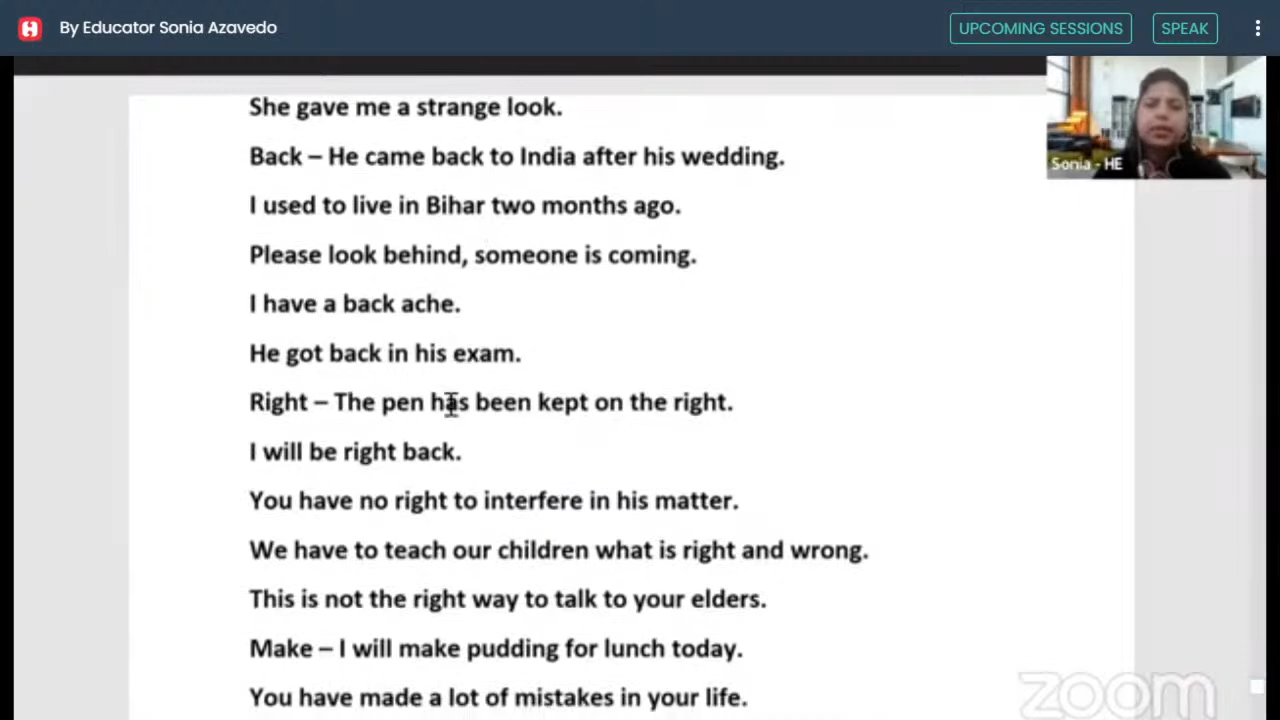 By Educator Sonia Azavedo
UPCOMING SESSIONS
SPEAK
She gave me a strange look.
Back – He came back to India after his wedding.
Sonia - HE
I used to live in Bihar two months ago.
Please look behind, someone is coming.
I have a back ache.
He got back in his exam.
Right – The pen has been kept on the right.
I will be right back.
You have no right to interfere in his matter.
We have to teach our children what is right and wrong.
This is not the right way to talk to your elders.
Make – I will make pudding for lunch today.
You have made a lot of mistakes in your life.
zoom